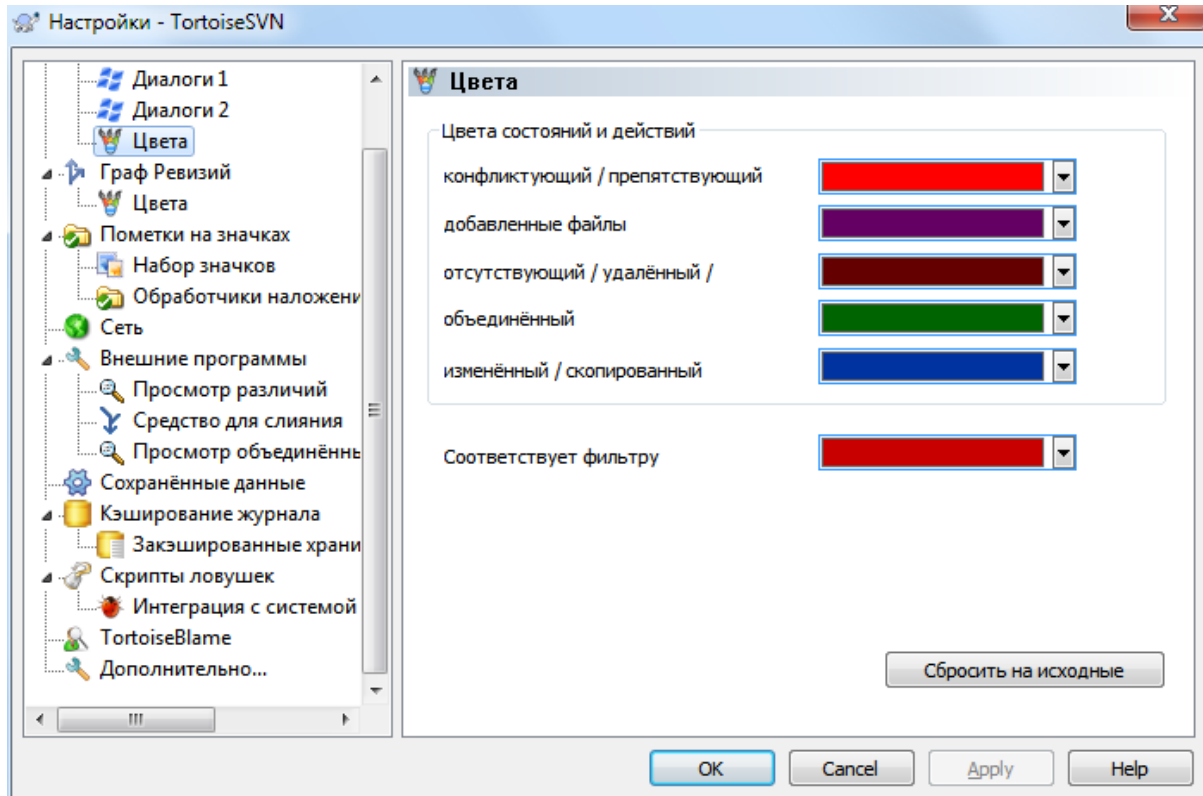 Настройки - TortoiseSVN
Диалоги 1
Диалоги 2
Цвета
Граф Ревизий
Цвета
Пометки на значках
Набор значков
Обработчики наложени
Сеть
Внешние программы
Просмотр различий
Средство для слияния
Просмотр объединённь
Сохранённые данные
Кэширование журнала
Закэшированные храни
Скрипты ловушек
Интеграция с системой
TortoiseBlame
Дополнительно...
Цвета
Цвета состояний и действий
конфликтующий / препятствующий
добавленные файлы
отсутствующий / удалённый /
объединённый
изменённый / скопированный
Соответствует фильтру
Сбросить на исходные
OK
Cancel
Apply
Help